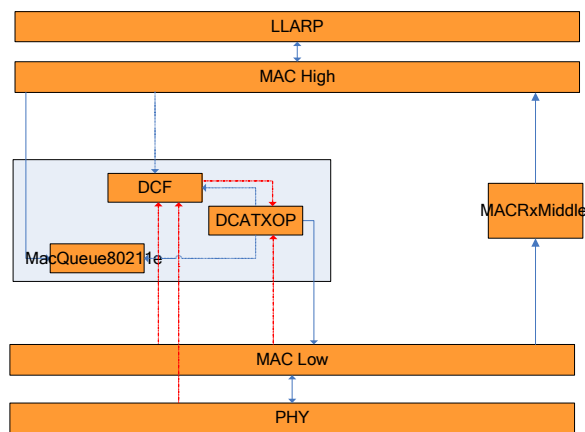 LLARP
MAC High
DCF
DCATXOP
MACRxMiddle
MacQueue80211e
MAC Low
PHY